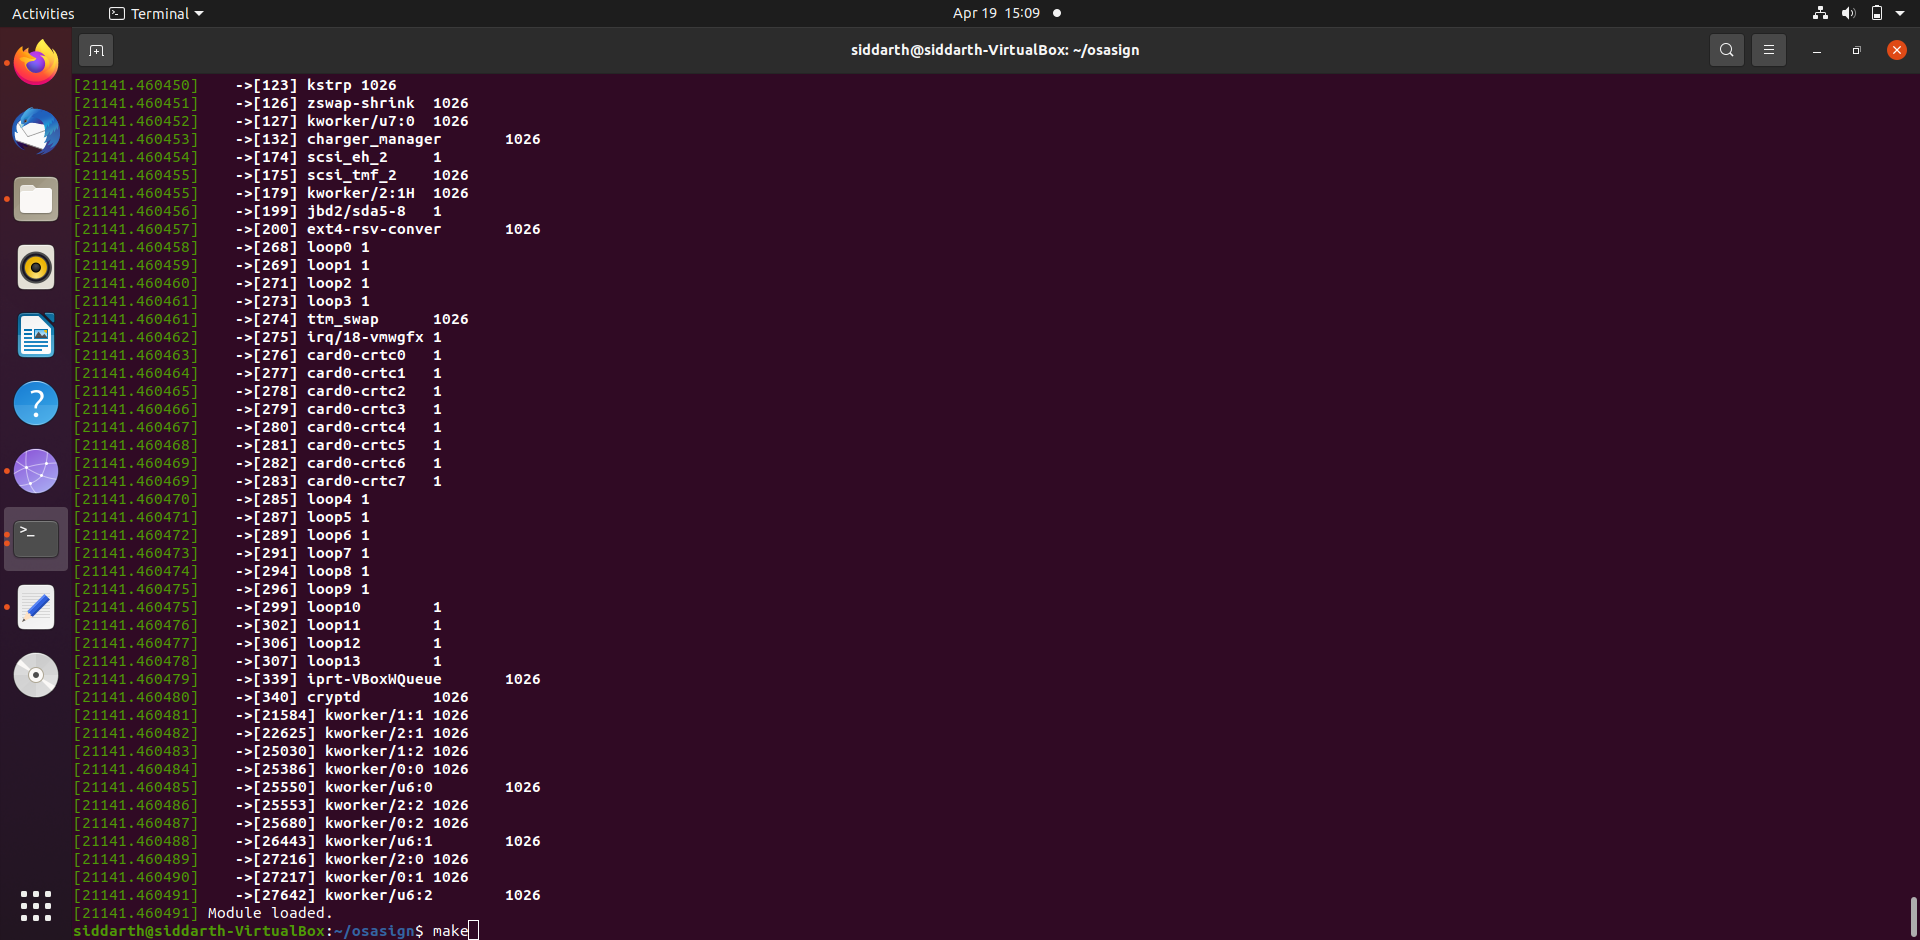 Activities
Terminal
Apr 19 15:09
siddarth@siddarth-VirtualBox: ~/osasign
[21141.460450] ->[123] kstrp 1026
[21141.460451] ->[126] zswap-shrink 1026
[21141.460452] ->[127] kworker/u7:0 1026
[21141.460453] ->[132] charger_manager 1026
[21141.460454] ->[174] scsi_eh_2 1
[21141.460455] ->[175] scsi_tmf_2 1026
[21141.460455] ->[179] kworker/2:1H 1026
[21141.460456] ->[199] jbd2/sda5-8 1
[21141.460457] ->[200] ext4-rsv-conver 1026
[21141.460458] ->[268] loop0 1
[21141.460459] ->[269] loop1 1
[21141.460460] ->[271] loop2 1
[21141.460461] ->[273] loop3 1
[21141.460461] ->[274] ttm_swap 1026
[21141.460462] ->[275] irq/18-vmwgfx 1
[21141.460463] ->[276] card0-crtc0 1
[21141.460464] ->[277] card0-crtc1 1
[21141.460465] ->[278] card0-crtc2 1
[21141.460466] ->[279] card0-crtc3 1
[21141.460467] ->[280] card0-crtc4 1
[21141.460468] ->[281] card0-crtc5 1
[21141.460469] ->[282] card0-crtc6 1
[21141.460469] ->[283] card0-crtc7 1
[21141.460470] ->[285] loop4 1
[21141.460471] ->[287] loop5 1
[21141.460472] ->[289] loop6 1
[21141.460473] ->[291] loop7 1
[21141.460474] ->[294] loop8 1
[21141.460475] ->[296] loop9 1
[21141.460475] ->[299] loop10 1
[21141.460476] ->[302] loop11 1
[21141.460477] ->[306] loop12 1
[21141.460478] ->[307] loop13 1
[21141.460479] ->[339] iprt-VBoxWQueue 1026
[21141.460480] ->[340] cryptd 1026
[21141.460481] ->[21584] kworker/1:1 1026
[21141.460482] ->[22625] kworker/2:1 1026
[21141.460483] ->[25030] kworker/1:2 1026
[21141.460484] ->[25386] kworker/0:0 1026
[21141.460485] ->[25550] kworker/u6:0 1026
[21141.460486] ->[25553] kworker/2:2 1026
[21141.460487] ->[25680] kworker/0:2 1026
[21141.460488] ->[26443] kworker/u6:1 1026
[21141.460489] ->[27216] kworker/2:0 1026
[21141.460490] ->[27217] kworker/0:1 1026
[21141.460491] ->[27642] kworker/u6:2 1026
[21141.460491] Module loaded.
siddarth@siddarth-VirtualBox:~/osasign$ make